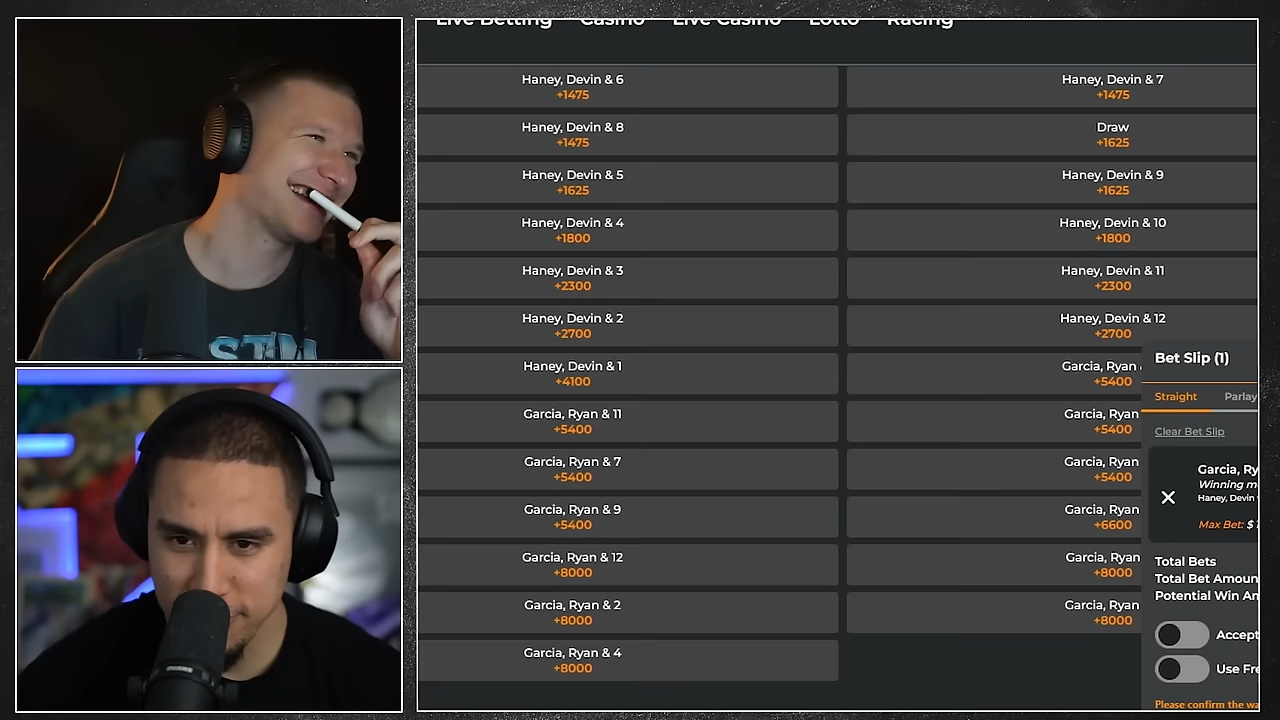 Live Betting Casino Live Casino Lotto Racing
Haney, Devin & 6
+1475
Haney, Devin & 7
+1475
Haney, Devin & 8
+1475
Draw
+1625
Haney, Devin & 5
+1625
Haney, Devin & 9
+1625
Haney, Devin & 4
+1800
Haney, Devin & 10
+1800
Haney, Devin & 3
+2300
Haney, Devin & 11
+2300
Haney, Devin & 2
+2700
Haney, Devin & 12
+2700
Haney, Devin & 1
+4100
Garcia, Ryan
+5400
Garcia, Ryan & 11
+5400
Garcia, Ryan
+5400
Garcia, Ryan & 7
+5400
Garcia, Ryan
+5400
Garcia, Ryan & 9
+5400
Garcia, Ryan
+6600
Garcia, Ryan & 12
+8000
Garcia, Ryan
+8000
Garcia, Ryan & 2
+8000
Garcia, Ryan
+8000
Garcia, Ryan & 4
+8000
Bet Slip (1)
Straight Parlay
Clear Bet Slip
Garcia, Ry
Winning m
Haney, Devin
Max Bet: $
Total Bets
Total Bet Amoun
Potential Win Am
Accept
Use Fre
Please confirm the wa